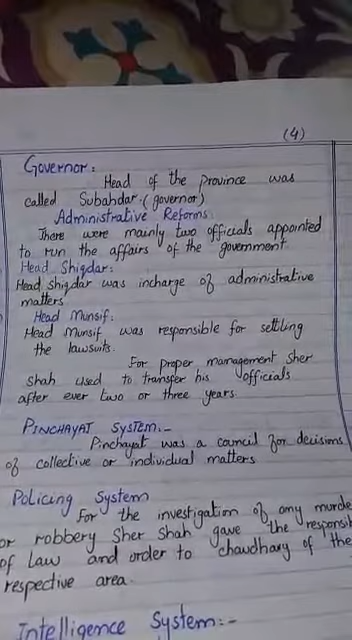 (4)
Governor:
Head of the province was
called Subahdar. (governor)
Administrative Reforms
There were mainly two officials appointed
to run the affairs of the government
Head Shiqdar:
Head shiqdar was incharge of administrative
matters
Head Munsif:
Head Munsif was responsible for settling
the lawsuits.
For proper management Sher
Shah used to transfer his officials
after ever two or three years.
PINCHAYAT SYSTEM:-
Pinchayat was a council for decisions
of collective or individual matters
Policing System
For the investigation of any murde
or robbery Sher Shah gave the responsi
of Law and order to chaudhary of the
respective area.
Intelligence System:-